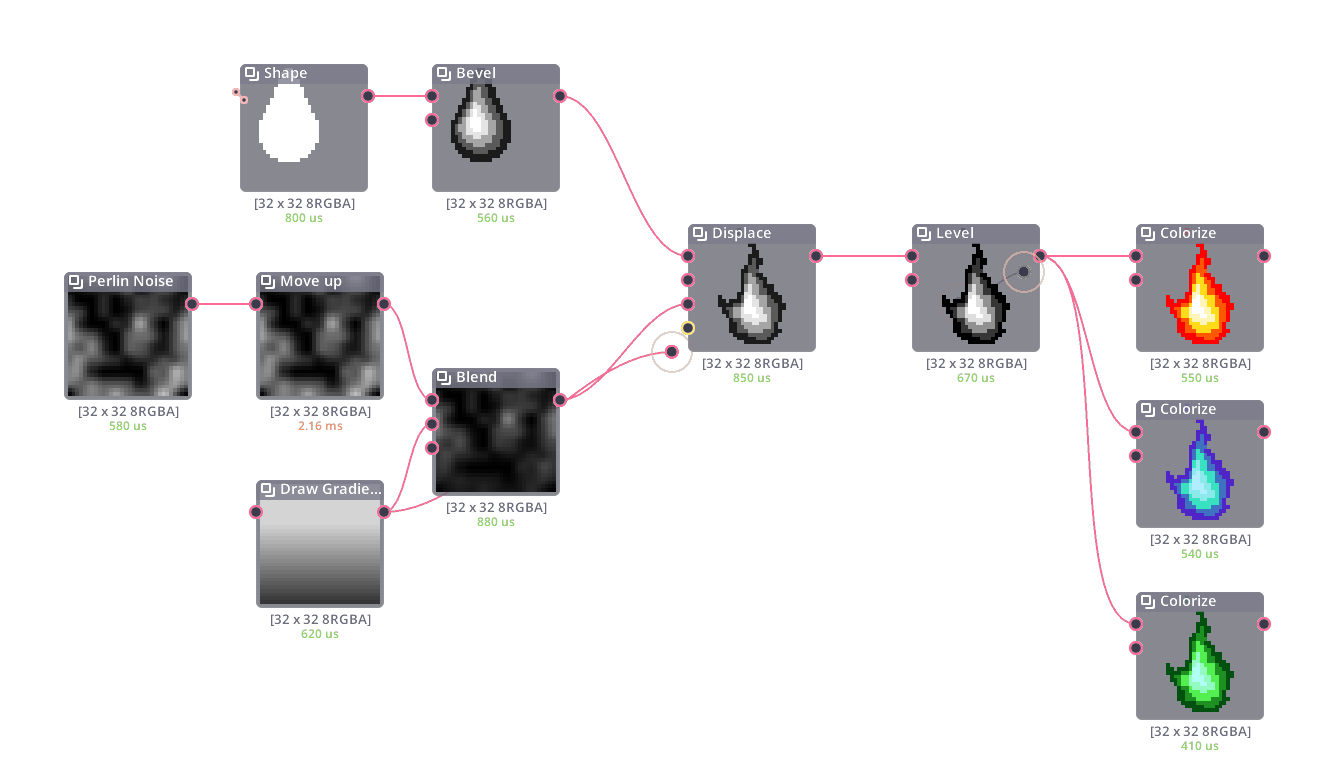 Shape
[32 x 32 8RGBA]
800 us
Bevel
[32 x 32 8RGBA]
560 us
Perlin Noise
[32 x 32 8RGBA]
580 us
Move up
[32 x 32 8RGBA]
2.16 ms
Draw Gradie...
[32 x 32 8RGBA]
620 us
Blend
[32 x 32 8RGBA]
880 us
Displace
[32 x 32 8RGBA]
850 us
Level
[32 x 32 8RGBA]
670 us
Colorize
[32 x 32 8RGBA]
550 us
Colorize
[32 x 32 8RGBA]
540 us
Colorize
[32 x 32 8RGBA]
410 us